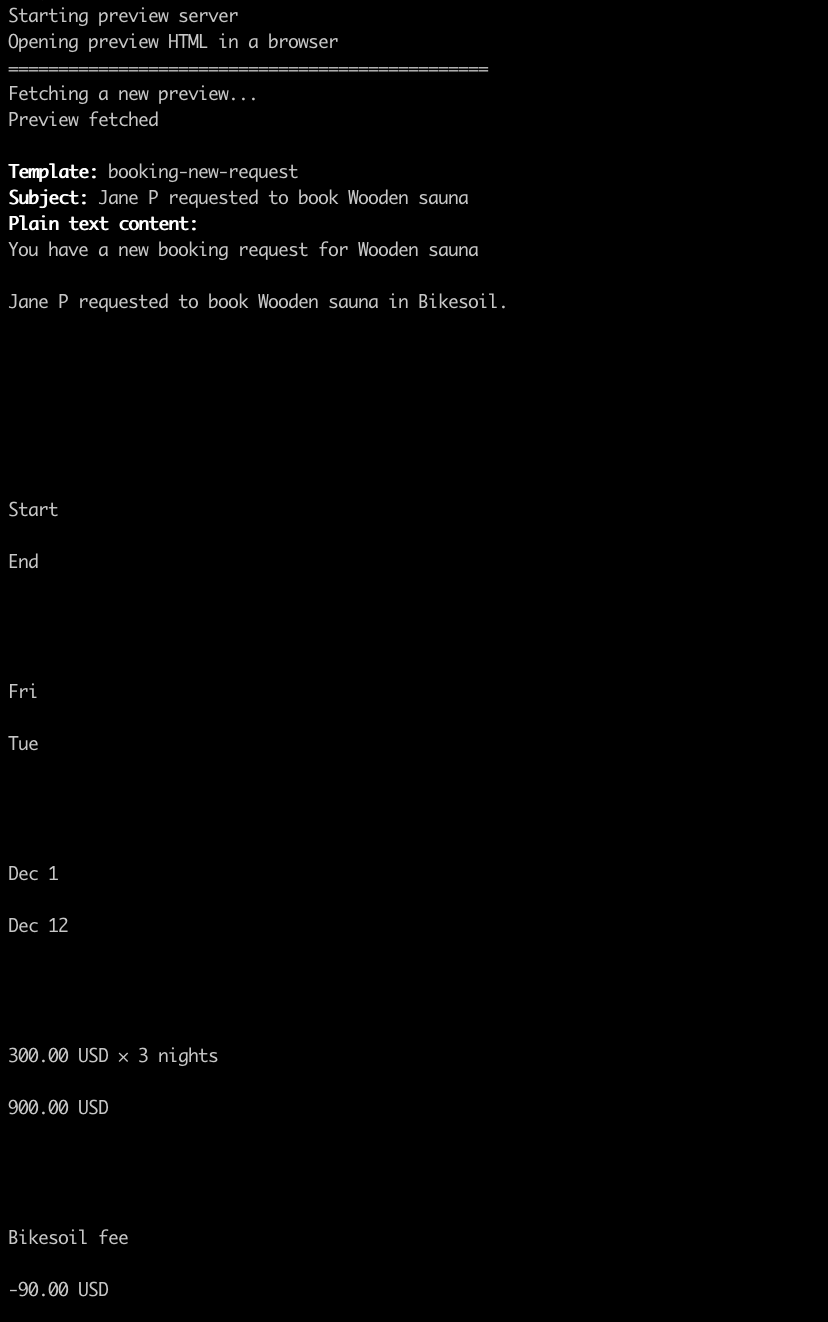 Starting preview server
Opening preview HTML in a browser
================================================
Fetching a new preview...
Preview fetched
Template: booking-new-request
Subject: Jane P requested to book Wooden sauna
Plain text content:
You have a new booking request for Wooden sauna
Jane P requested to book Wooden sauna in Bikesoil.
Start
End
Fri
Tue
Dec 1
Dec 12
300.00 USD × 3 nights
900.00 USD
Bikesoil fee
-90.00 USD